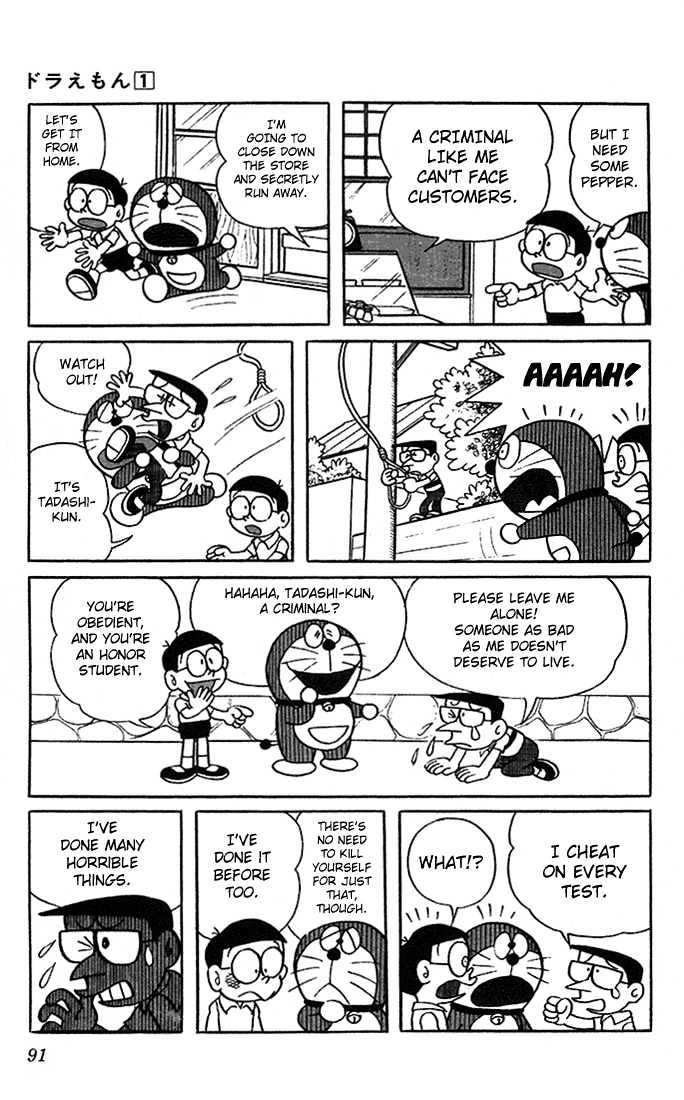 ドラえもん1
BUT I
NEED
SOME
PEPPER.
A CRIMINAL
LIKE ME
CAN'T FACE
CUSTOMERS.
I'M
GOING TO
CLOSE DOWN
THE STORE
AND SECRETLY
RUN AWAY.
LET'S
GET IT
FROM
HOME.
AAAAH!
WATCH
OUT!
IT'S
TADASHI-
KUN.
PLEASE LEAVE ME
ALONE!
SOMEONE AS BAD
AS ME DOESN'T
DESERVE TO LIVE.
HAHAHA, TADASHI-KUN,
A CRIMINAL?
YOU'RE
OBEDIENT,
AND YOU'RE
AN HONOR
STUDENT.
I CHEAT
ON EVERY
TEST.
WHAT!?
THERE'S
NO NEED
TO KILL
YOURSELF
FOR JUST
THAT,
THOUGH.
I'VE
DONE IT
BEFORE
TOO.
I'VE
DONE MANY
HORRIBLE
THINGS.
91